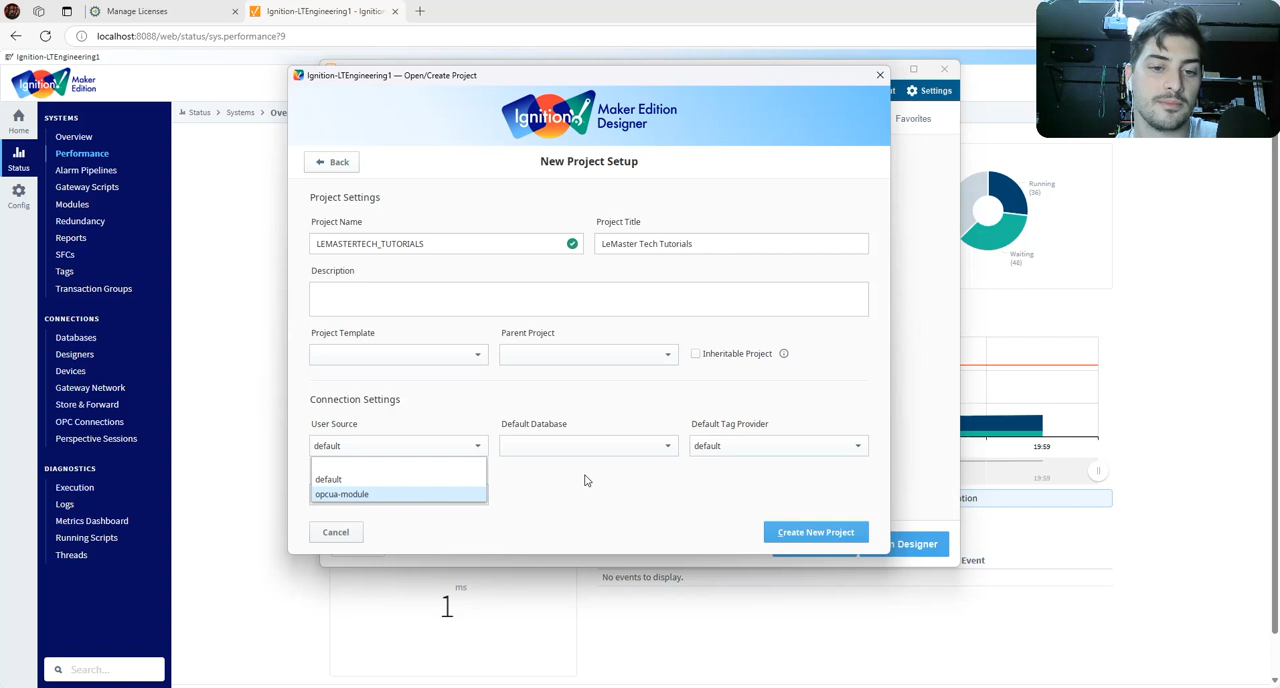 Manage Licenses
Ignition-LTEngineering1 - Ignition
localhost:8088/web/status/sys.performance?9
Ignition-LTEngineering1
Ignition Maker Edition
Home
Status
Config
SYSTEMS
Overview
Performance
Alarm Pipelines
Gateway Scripts
Modules
Redundancy
Reports
SFCs
Tags
Transaction Groups
CONNECTIONS
Databases
Designers
Devices
Gateway Network
Store & Forward
OPC Connections
Perspective Sessions
DIAGNOSTICS
Execution
Logs
Metrics Dashboard
Running Scripts
Threads
Search...
Status > Systems >
Settings
Favorites
Ignition-LTEngineering1 — Open/Create Project
Ignition! Maker Edition Designer
Back
New Project Setup
Project Settings
Project Name
Project Title
LEMASTERTECH_TUTORIALS
LeMaster Tech Tutorials
Description
Project Template
Parent Project
Inheritable Project
Connection Settings
User Source
Default Database
Default Tag Provider
default
default
default
opcua-module
Cancel
Create New Project
Designer
Running
(36)
Waiting
(48)
19:59
19:59
Event
No events to display.
ms
1